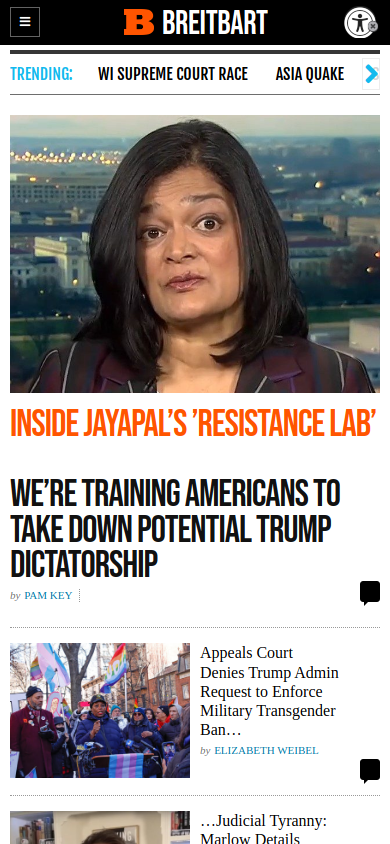 B BREITBART
TRENDING:
WI SUPREME COURT RACE
ASIA QUAKE
INSIDE JAYAPAL’S ’RESISTANCE LAB’
WE’RE TRAINING AMERICANS TO
TAKE DOWN POTENTIAL TRUMP
DICTATORSHIP
by PAM KEY
Appeals Court
Denies Trump Admin
Request to Enforce
Military Transgender
Ban…
by ELIZABETH WEIBEL
…Judicial Tyranny:
Marlow Details